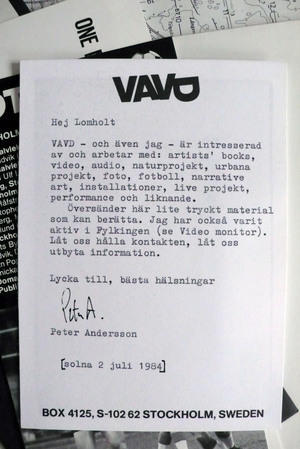 ONE
VAVD
Hej Lomholt
VAVD - och även jag - är intresserad
av och arbetar med: artists' books,
video, audio, naturprojekt, urbana
projekt, foto, fotboll, narrative
art, installationer, live projekt,
performance och liknande.
Översänder här lite tryckt material
som kan berätta. Jag har också varit
aktiv i Fylkingen (se Video monitor).
Låt oss hålla kontakten, låt oss
utbyta information.
Lycka till, bästa hälsningar
Peter A.
Peter Andersson
[solna 2 juli 1984]
BOX 4125, S-102 62 STOCKHOLM, SWEDEN